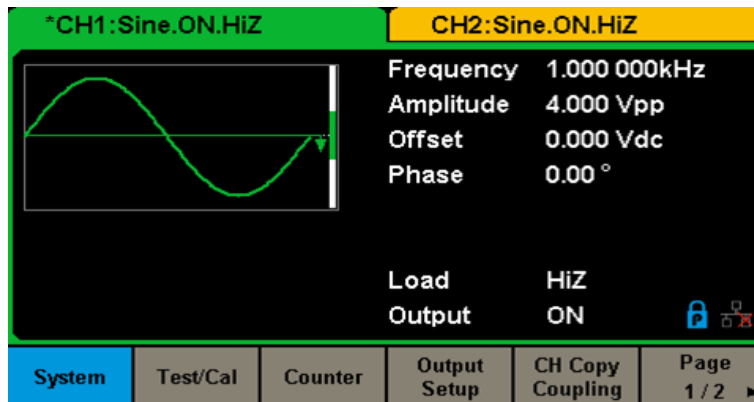 *CH1:Sine.ON.HiZ
CH2:Sine.ON.HiZ
Frequency 1.000 000kHz
Amplitude 4.000 Vpp
Offset 0.000 Vdc
Phase 0.00 °
Load HiZ
Output ON
P
System
Test/Cal
Counter
Output
Setup
CH Copy
Coupling
Page
1 / 2